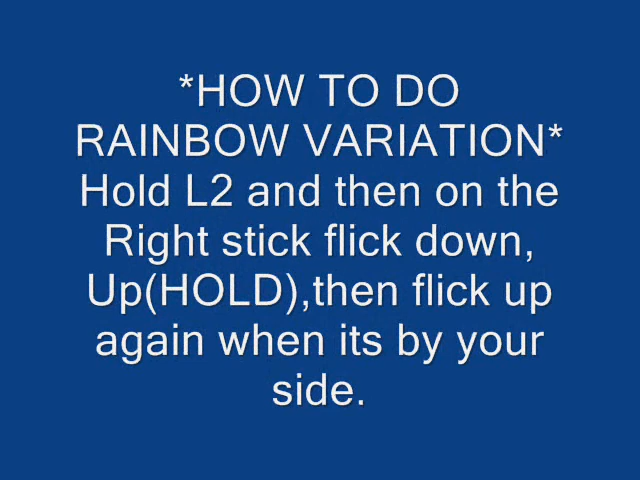 *HOW TO DO
RAINBOW VARIATION*
Hold L2 and then on the
Right stick flick down,
Up(HOLD),then flick up
again when its by your
side.